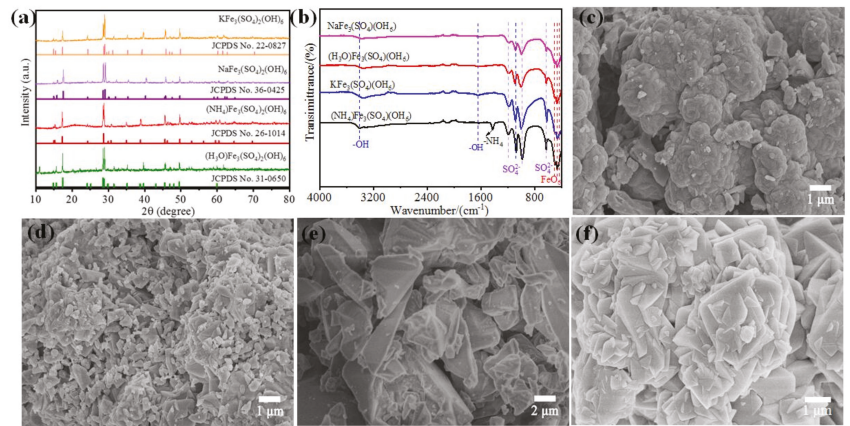 (a)
KFe3(SO4)2(OH)6
JCPDS No. 22-0827
NaFe3(SO4)2(OH)6
JCPDS No. 36-0425
(NH4)Fe3(SO4)2(OH)6
JCPDS No. 26-1014
(H3O)Fe3(SO4)2(OH)6
JCPDS No. 31-0650
Intensity (a.u.)
10 20 30 40 50 60 70 80
2θ (degree)
(b)
NaFe3(SO4)(OH6)
(H3O)Fe3(SO4)(OH6)
KFe3(SO4)(OH6)
(NH4)Fe3(SO4)(OH6)
-OH
-OH
-NH4
SO42-
SO42-
FeO6
Transimittrance/(%)
4000 3200 2400 1600 800
Wavenumber/(cm-1)
(c)
1 μm
(d)
1 μm
(e)
2 μm
(f)
1 μm